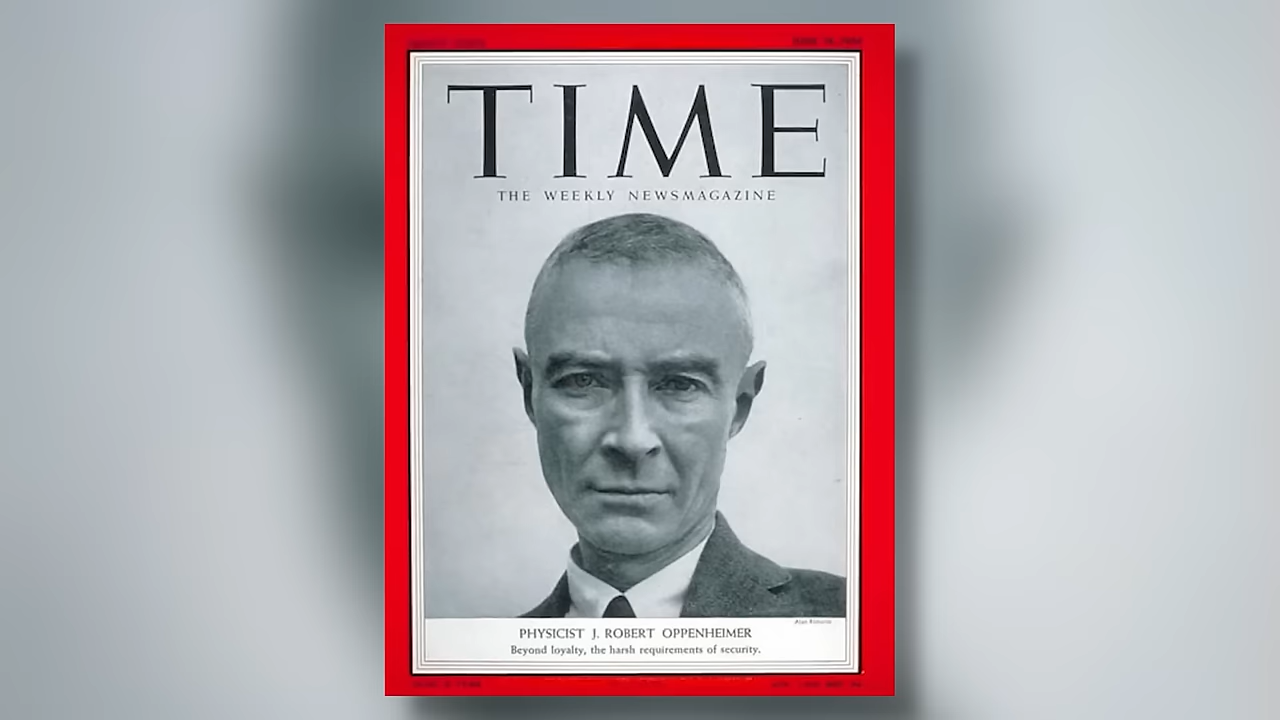 TIME
THE WEEKLY NEWSMAGAZINE
PHYSICIST J. ROBERT OPPENHEIMER
Beyond loyalty, the harsh requirements of security.